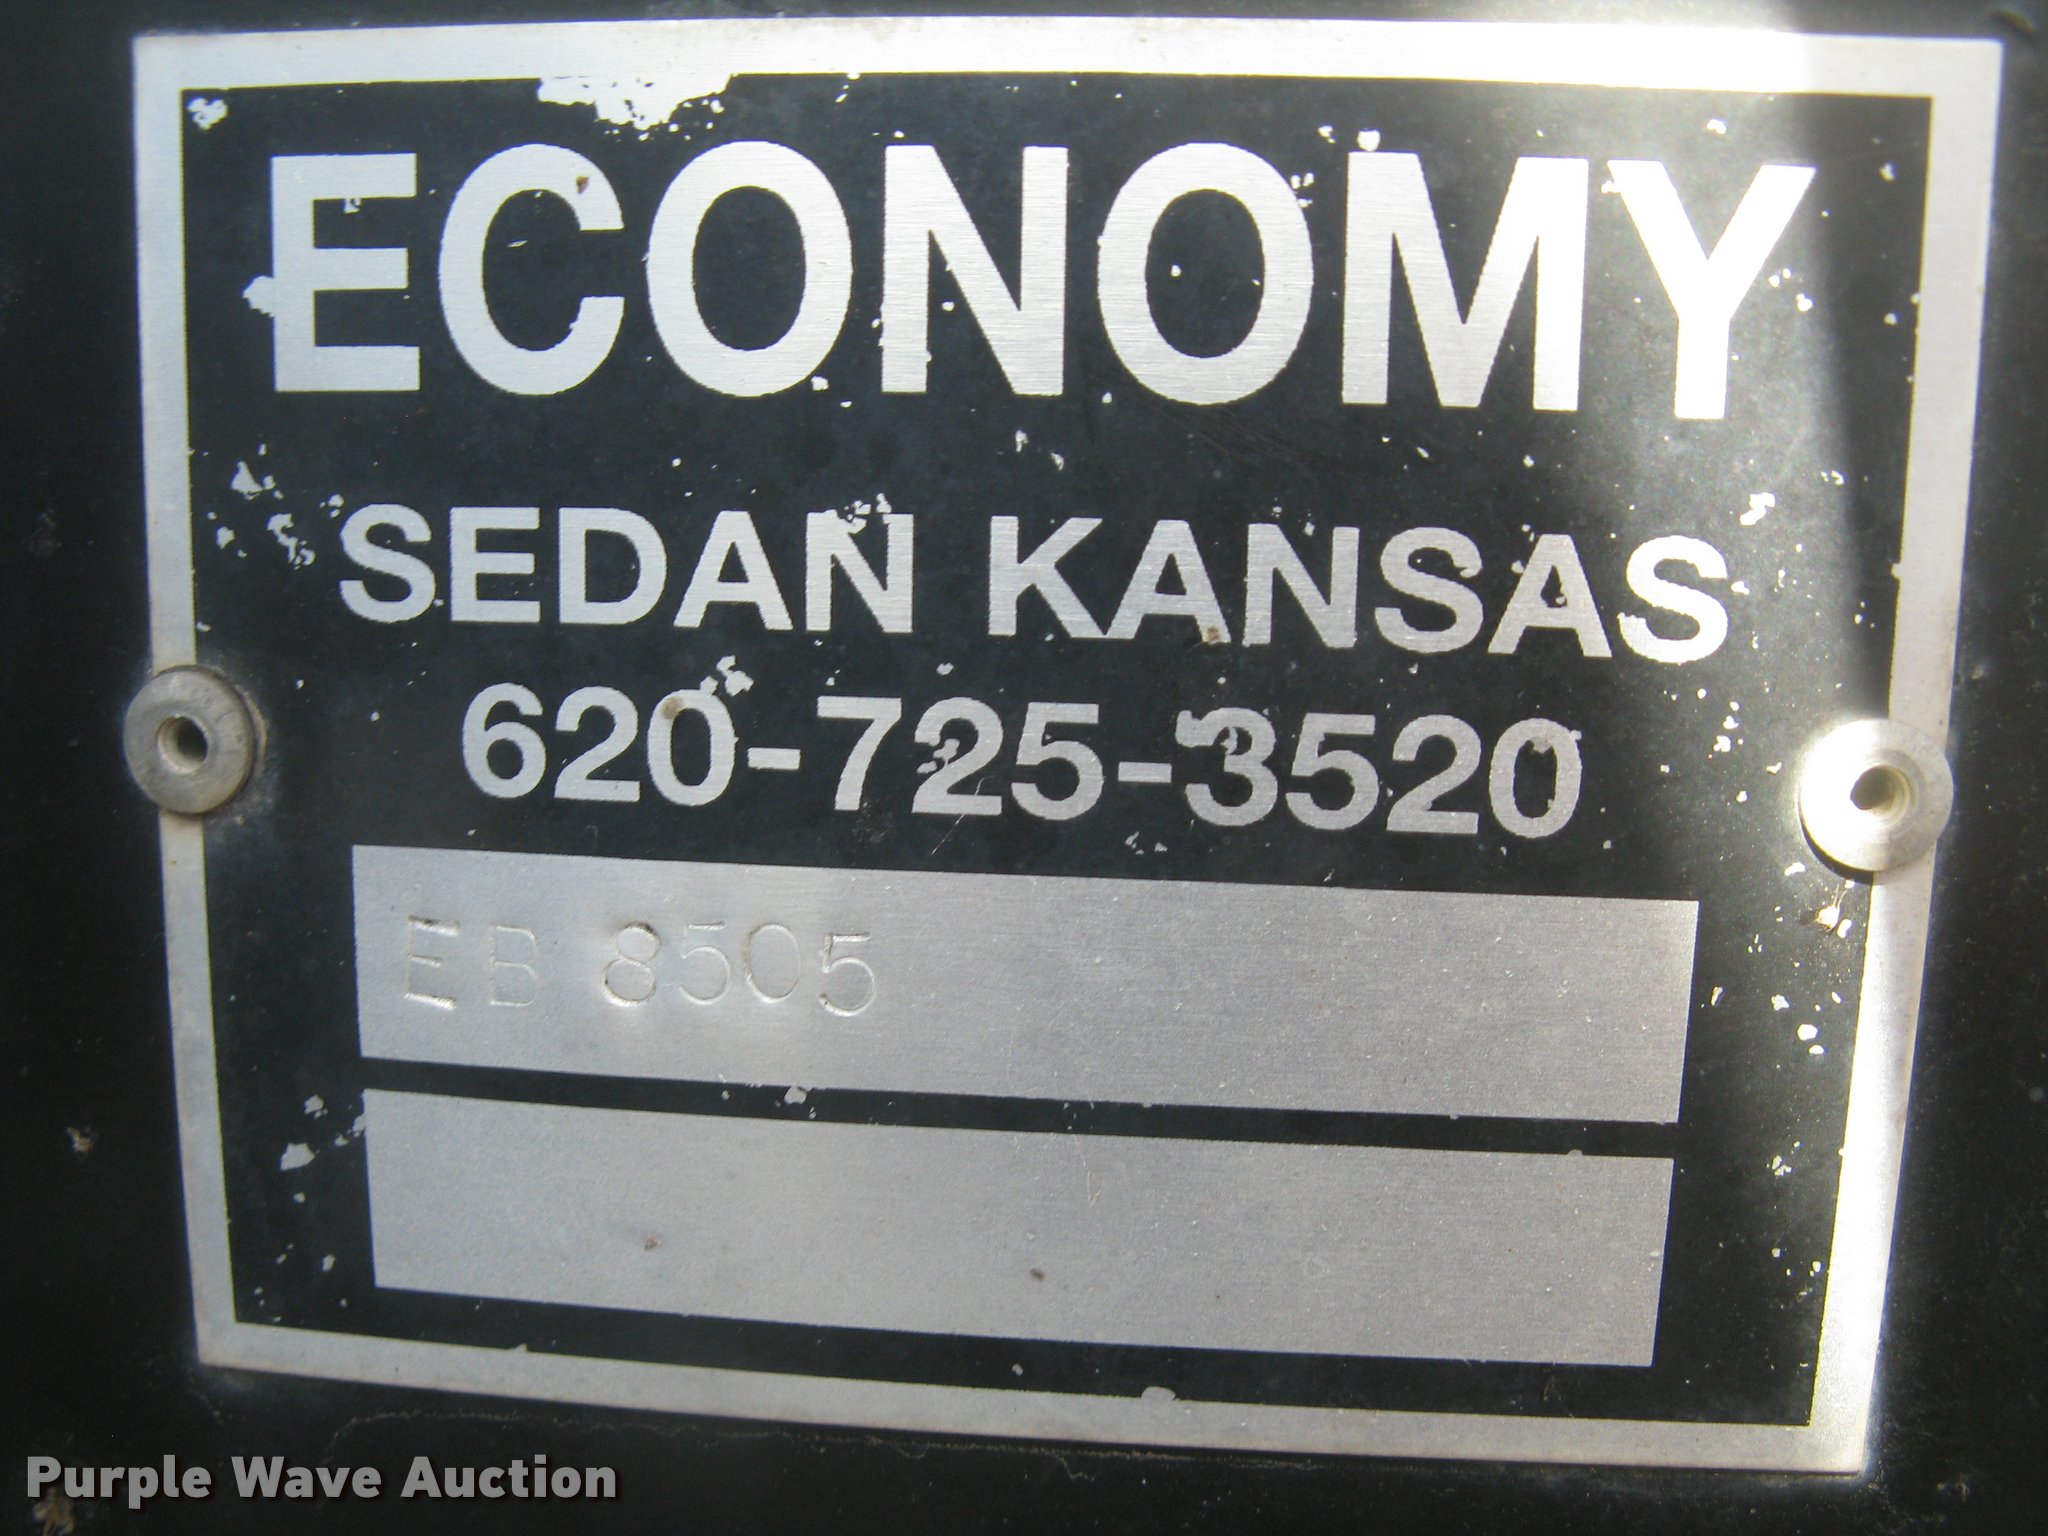 ECONOMY
SEDAN KANSAS
620-725-3520
EB 8505
Purple Wave Auction